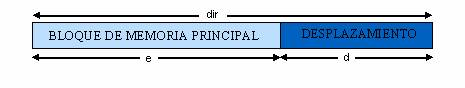 dir
BLOQUE DE MEMORIA PRINCIPAL DESPLAZAMIENTO
e d